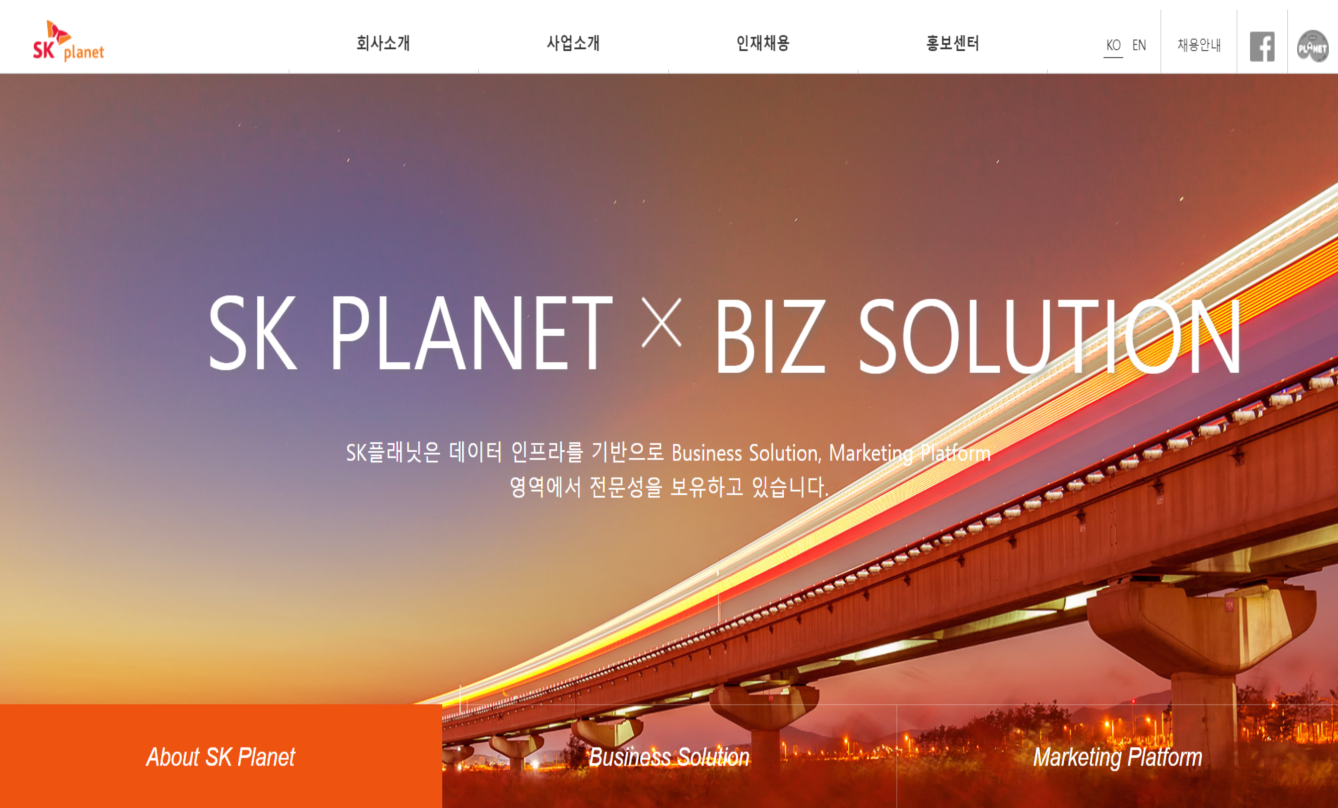 SK planet
회사소개
사업소개
인재채용
홍보센터
KO EN
채용안내
PLANET
SK PLANET × BIZ SOLUTION
SK플래닛은 데이터 인프라를 기반으로 Business Solution, Marketing Platform
영역에서 전문성을 보유하고 있습니다.
About SK Planet
Business Solution
Marketing Platform